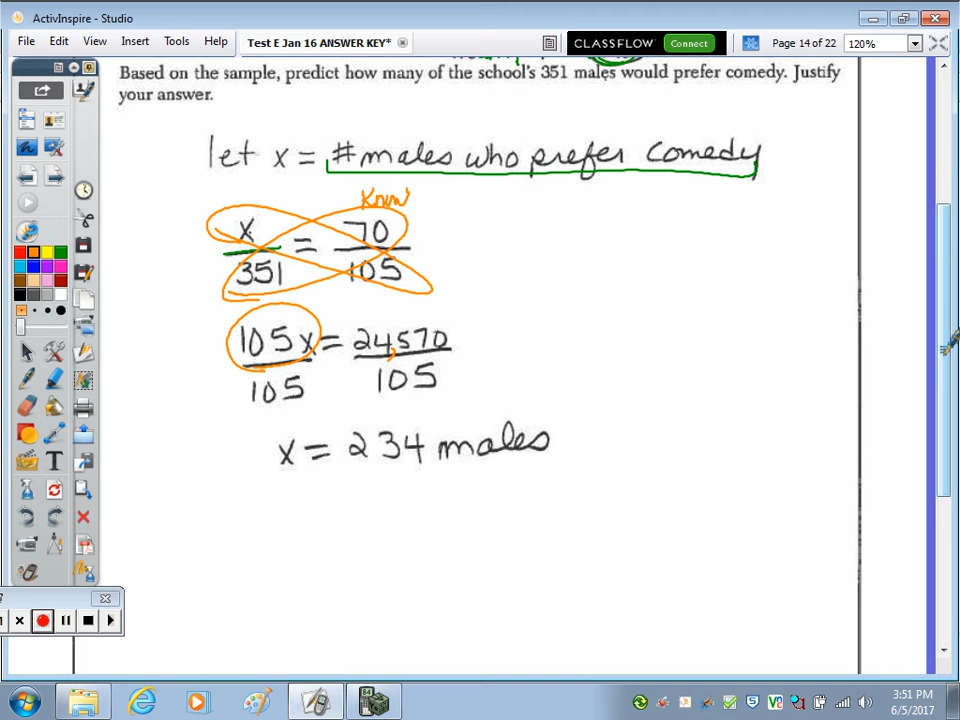 ActivInspire - Studio
File Edit View Insert Tools Help Test E Jan 16 ANSWER KEY* CLASSFLOW Connect Page 14 of 22 120%
Based on the sample, predict how many of the school's 351 males would prefer comedy. Justify
your answer.
let x = #males who prefer comedy
Know
x = 70
351 105
105x = 24570
105 105
x = 234 males
84
3:51 PM
6/5/2017